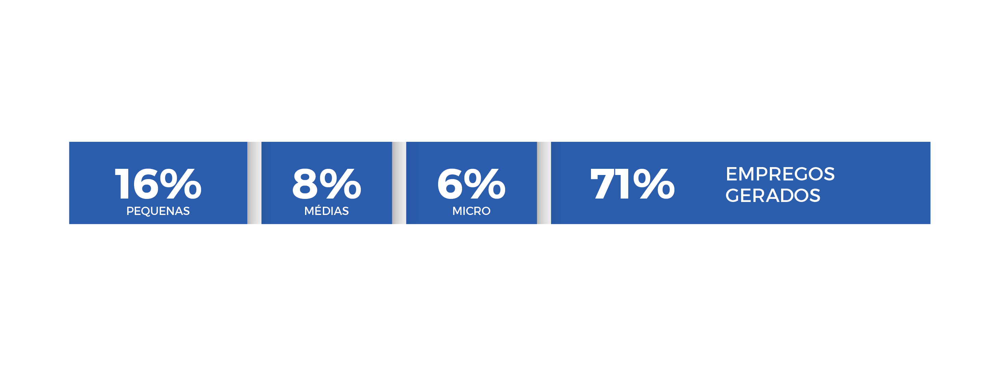 16%
PEQUENAS
8%
MÉDIAS
6%
MICRO
71%
EMPREGOS
GERADOS